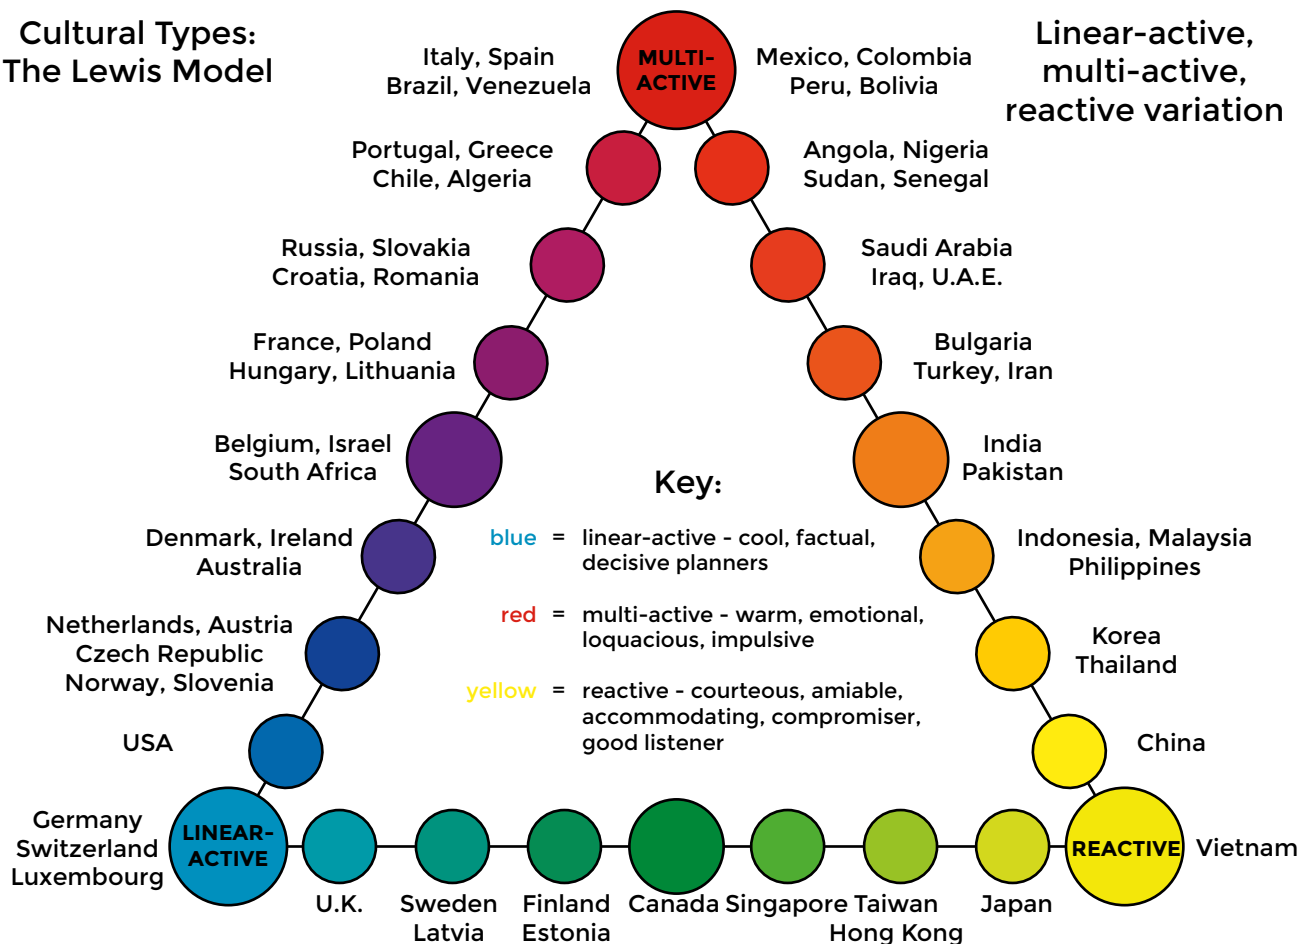 Cultural Types:
The Lewis Model
Linear-active,
multi-active,
reactive variation
MULTI-
ACTIVE
Italy, Spain
Brazil, Venezuela
Mexico, Colombia
Peru, Bolivia
Portugal, Greece
Chile, Algeria
Angola, Nigeria
Sudan, Senegal
Russia, Slovakia
Croatia, Romania
Saudi Arabia
Iraq, U.A.E.
France, Poland
Hungary, Lithuania
Bulgaria
Turkey, Iran
Belgium, Israel
South Africa
India
Pakistan
Key:
blue = linear-active - cool, factual,
decisive planners
red = multi-active - warm, emotional,
loquacious, impulsive
yellow = reactive - courteous, amiable,
accommodating, compromiser,
good listener
Denmark, Ireland
Australia
Indonesia, Malaysia
Philippines
Netherlands, Austria
Czech Republic
Norway, Slovenia
Korea
Thailand
USA
China
Germany
Switzerland
Luxembourg
LINEAR-
ACTIVE
REACTIVE
Vietnam
U.K.
Sweden
Latvia
Finland
Estonia
Canada
Singapore
Taiwan
Hong Kong
Japan